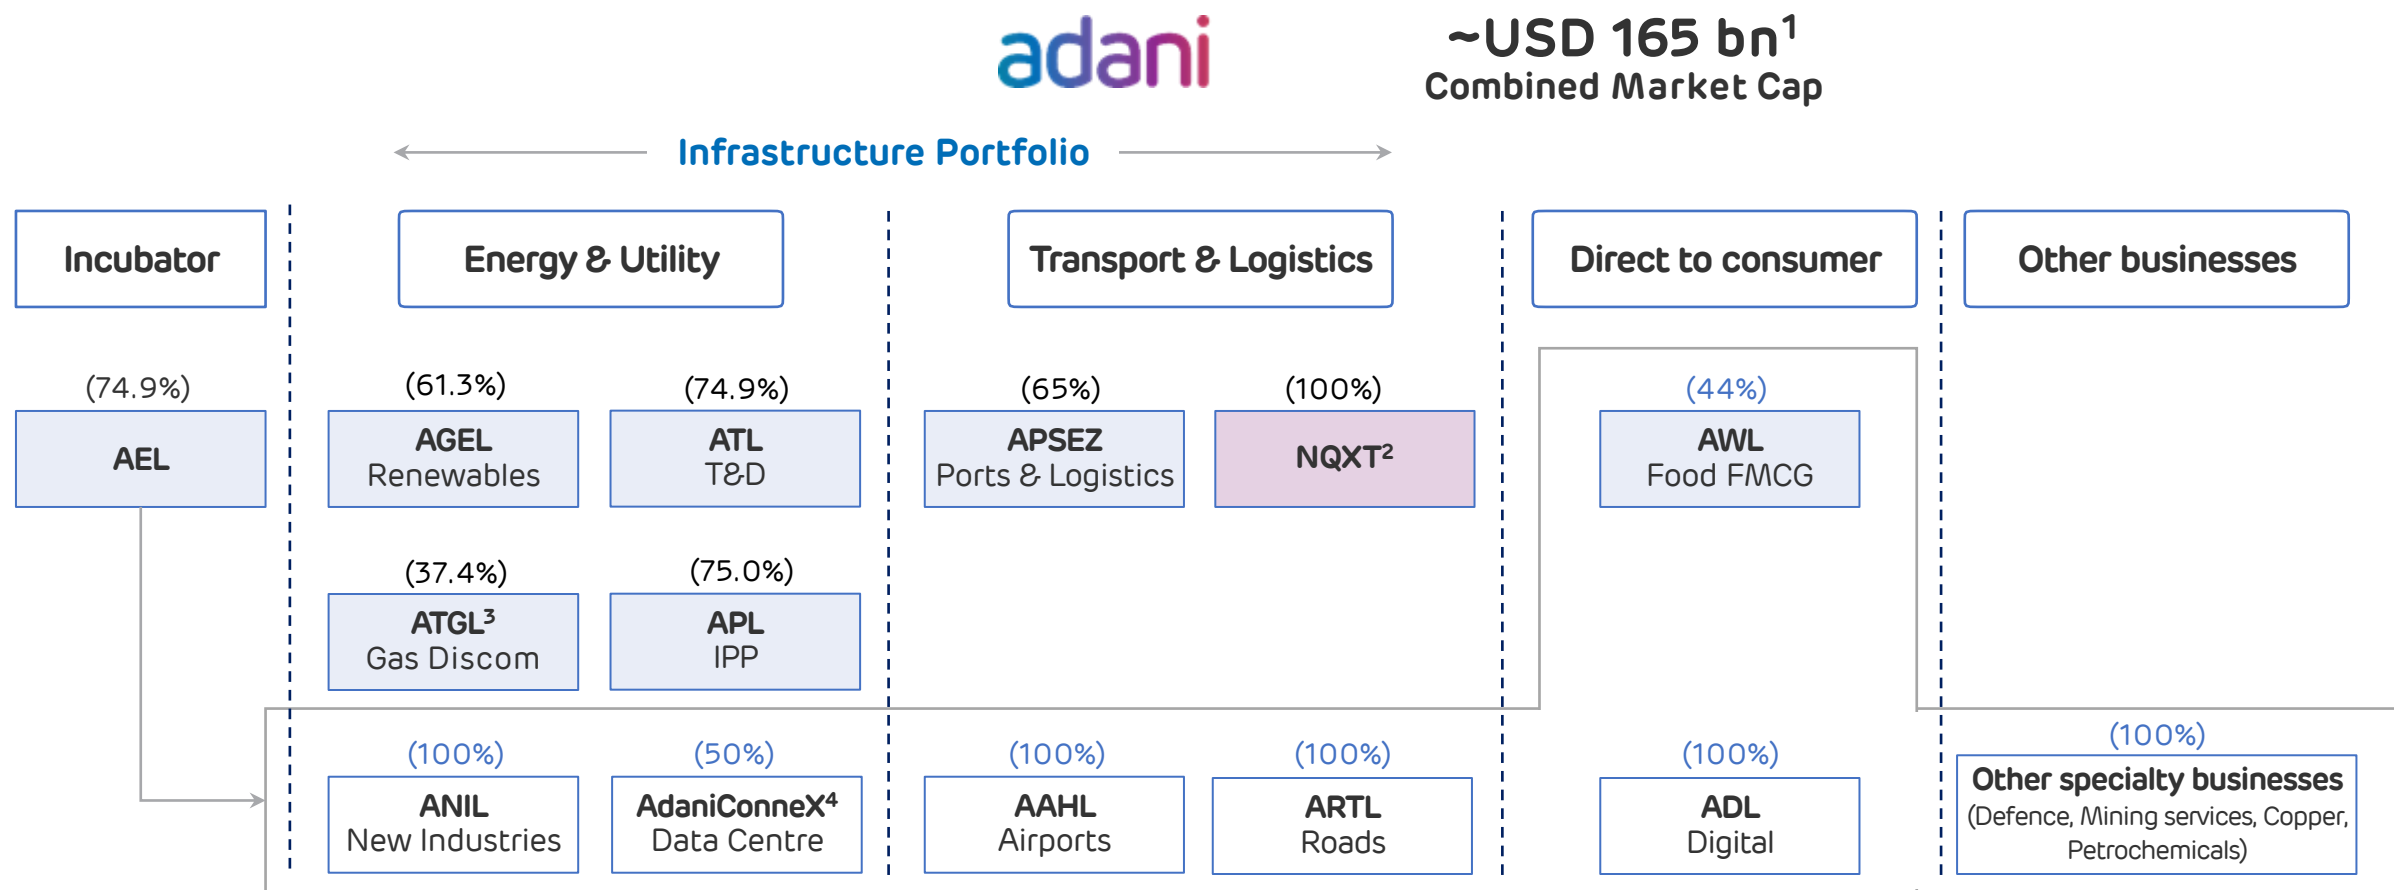 adani
~USD 165 bn¹
Combined Market Cap
Infrastructure Portfolio
Incubator
Energy & Utility
Transport & Logistics
Direct to consumer
Other businesses
(74.9%)
(61.3%)
(74.9%)
(65%)
(100%)
(44%)
AEL
AGEL
Renewables
ATL
T&D
APSEZ
Ports & Logistics
NQXT²
AWL
Food FMCG
(37.4%)
(75.0%)
ATGL³
Gas Discom
APL
IPP
(100%)
(50%)
(100%)
(100%)
(100%)
(100%)
ANIL
New Industries
AdaniConneX⁴
Data Centre
AAHL
Airports
ARTL
Roads
ADL
Digital
Other specialty businesses
(Defence, Mining services, Copper,
Petrochemicals)